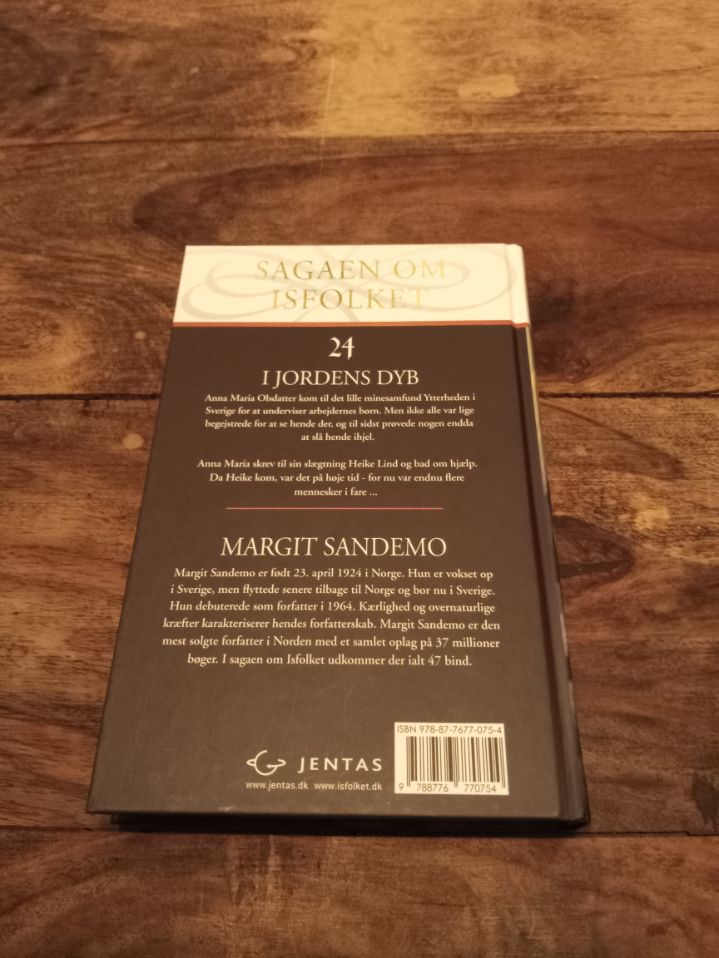 SAGAEN OM
ISFOLKET
24
I JORDENS DYB
Anna Maria Olsdatter kom til det lille minesamfund Ytterheden i
Sverige for at underviser arbejdernes børn. Men ikke alle var lige
begejstrede for at se hende der, og til sidst prøvede nogen endda
at slå hende ihjel.
Anna Maria skrev til sin slægtning Heike Lind og bad om hjælp.
Da Heike kom, var det på høje tid - for nu var endnu flere
mennesker i fare ...
MARGIT SANDEMO
Margit Sandemo er født 23. april 1924 i Norge. Hun er vokset op
i Sverige, men flyttede senere tilbage til Norge og bor nu i Sverige.
Hun debuterede som forfatter i 1964. Kærlighed og overnaturlige
kræfter karakteriserer hendes forfatterskab. Margit Sandemo er den
mest solgte forfatter i Norden med et samlet oplag på 37 millioner
bøger. I sagaen om Isfolket udkommer der ialt 47 bind.
ISBN 978-87-7677-075-4
JENTAS
www.jentas.dk www.isfolket.dk
9 788776 770754